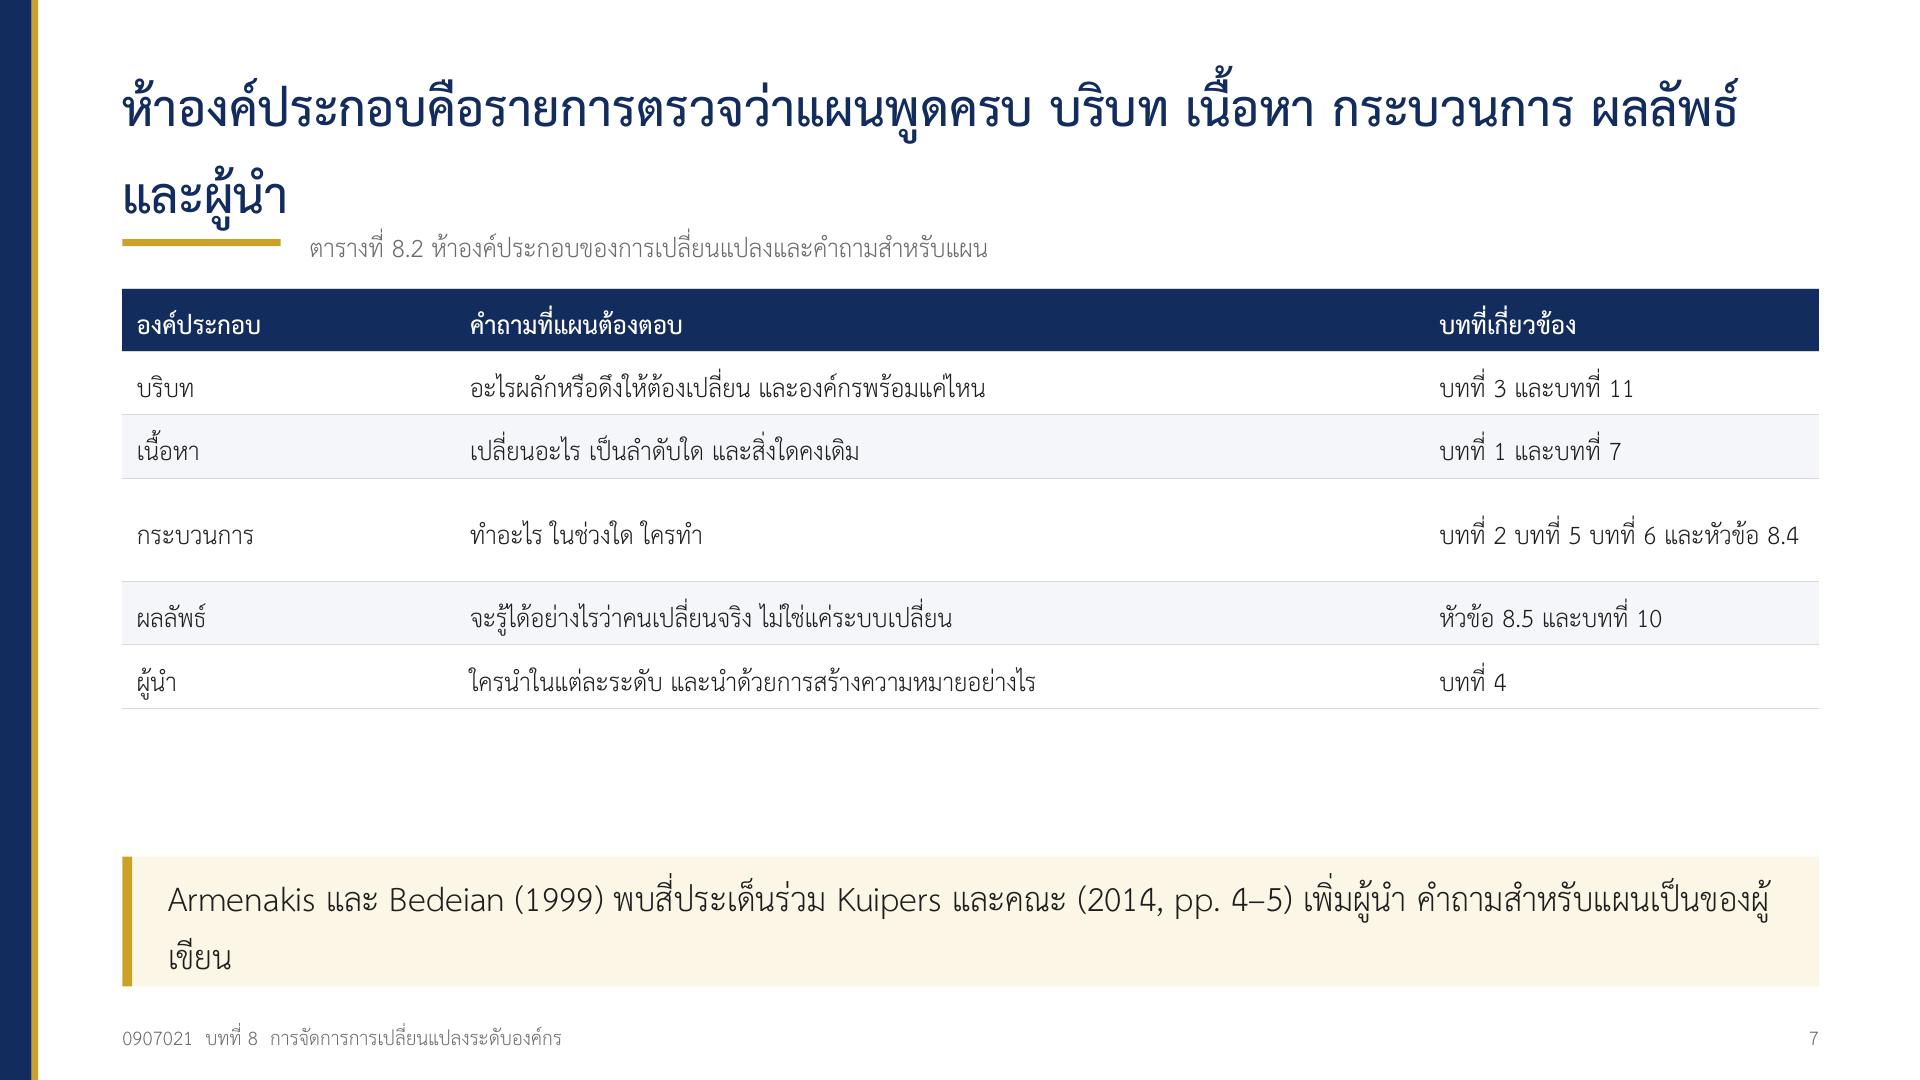 ห้าองค์ประกอบคือรายการตรวจว่าแผนพูดครบ บริบท เนื้อหา กระบวนการ ผลลัพธ์
และผู้นำ
ตารางที่ 8.2 ห้าองค์ประกอบของการเปลี่ยนแปลงและคำถามสำหรับแผน
องค์ประกอบ คำถามที่แผนต้องตอบ บทที่เกี่ยวข้อง
บริบท อะไรผลักหรือดึงให้ต้องเปลี่ยน และองค์กรพร้อมแค่ไหน บทที่ 3 และบทที่ 11
เนื้อหา เปลี่ยนอะไร เป็นลำดับใด และสิ่งใดคงเดิม บทที่ 1 และบทที่ 7
กระบวนการ ทำอะไร ในช่วงใด ใครทำ บทที่ 2 บทที่ 5 บทที่ 6 และหัวข้อ 8.4
ผลลัพธ์ จะรู้ได้อย่างไรว่าคนเปลี่ยนจริง ไม่ใช่แค่ระบบเปลี่ยน หัวข้อ 8.5 และบทที่ 10
ผู้นำ ใครนำในแต่ละระดับ และนำด้วยการสร้างความหมายอย่างไร บทที่ 4
Armenakis และ Bedeian (1999) พบสี่ประเด็นร่วม Kuipers และคณะ (2014, pp. 4–5) เพิ่มผู้นำ คำถามสำหรับแผนเป็นของผู้
เขียน
0907021 บทที่ 8 การจัดการการเปลี่ยนแปลงระดับองค์กร 7